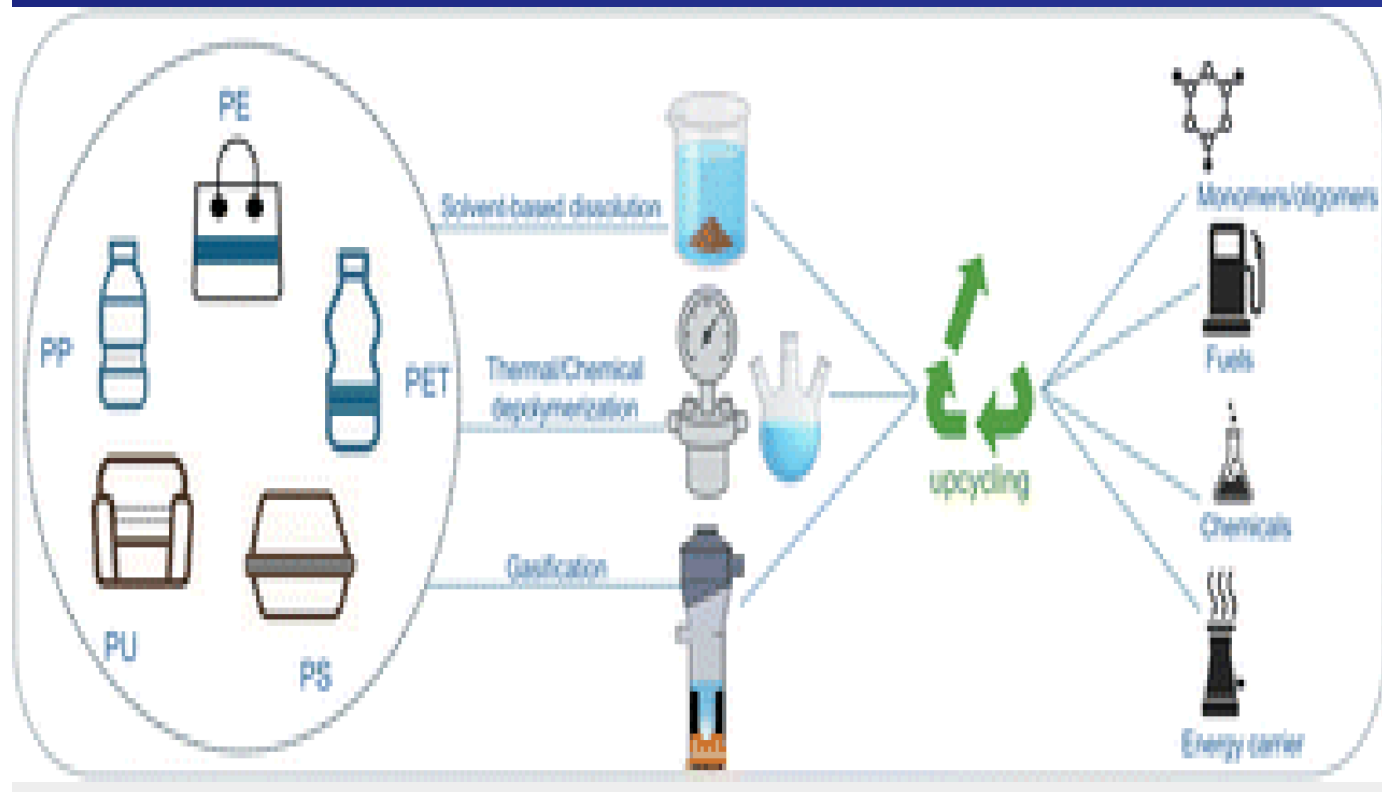 PE
PP
PET
PU
PS
Solvent-based dissolution
Thermal/Chemical
depolymerization
Gasification
upcycling
Monomers/oligomers
Fuels
Chemicals
Energy carrier